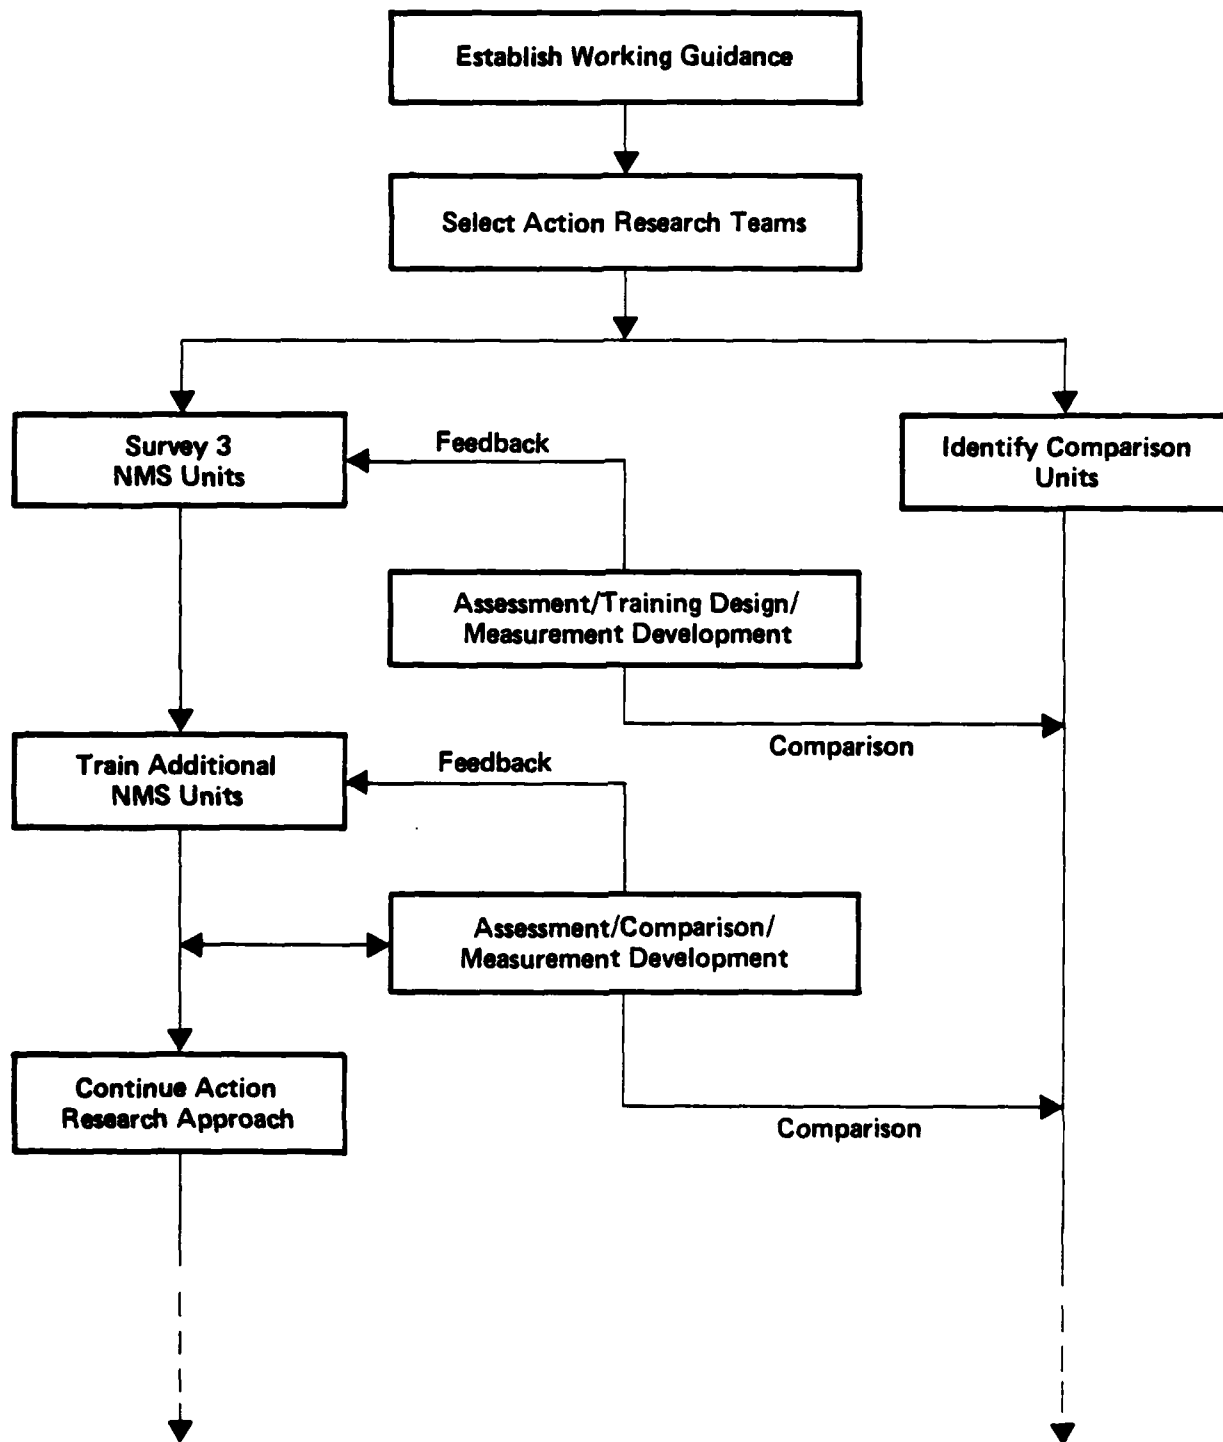 Establish Working Guidance
Select Action Research Teams
Survey 3
NMS Units
Feedback
Identify Comparison
Units
Assessment/Training Design/
Measurement Development
Comparison
Train Additional
NMS Units
Feedback
Assessment/Comparison/
Measurement Development
Continue Action
Research Approach
Comparison